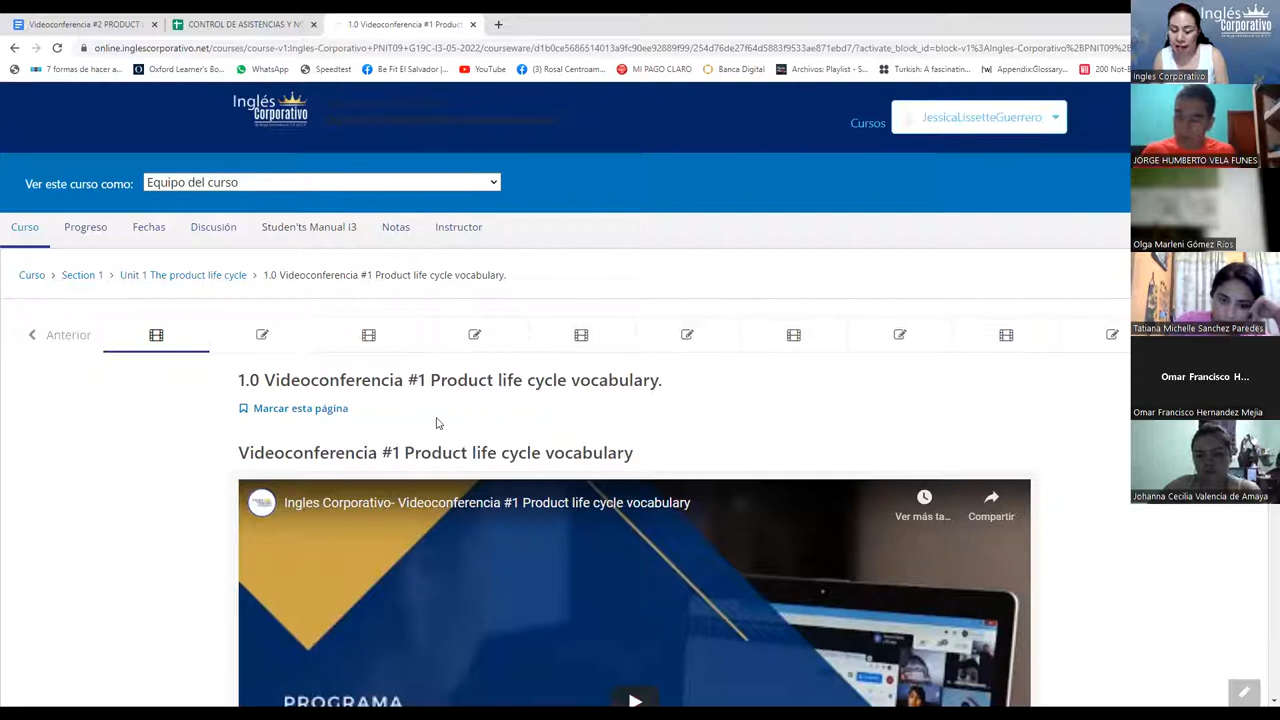 Videoconferencia #2 PRODUCT
CONTROL DE ASISTENCIAS Y NO
1.0 Videoconferencia #1 Product
online.inglescorporativo.net/courses/course-v1:Ingles-Corporativo+PNIT09+G19C-I3-05-2022/courseware/d1b0ce5686514013a9fc90ee92889f99/254d76de27f64d5883f9533ae871ebd7/?activate_block_id=block-v1%3AIngles-Corporativo%2BPNIT09%2BG19C-I3-05-2022%
7 formas de hacer a...
Oxford Learner's Bo...
WhatsApp
Speedtest
Be Fit El Salvador |...
YouTube
(3) Rosal Centroam...
MI PAGO CLARO
Banca Digital
Archivos: Playlist - S...
Turkish: A fascinatin...
Appendix:Glossary...
200 Not-B
Inglés
Corporativo
Cursos
JessicaLissetteGuerrero
Ver este curso como:
Equipo del curso
Curso
Progreso
Fechas
Discusión
Studen'ts Manual i3
Notas
Instructor
Curso > Section 1 > Unit 1 The product life cycle > 1.0 Videoconferencia #1 Product life cycle vocabulary.
Anterior
1.0 Videoconferencia #1 Product life cycle vocabulary.
Marcar esta página
Videoconferencia #1 Product life cycle vocabulary
Ingles Corporativo- Videoconferencia #1 Product life cycle vocabulary
Ver más ta...
Compartir
PROGRAMA
Inglés
Corporativo
Ingles Corporativo
JORGE HUMBERTO VELA FUNES
Olga Marleni Gómez Ríos
Tatiana Michelle Sanchez Paredes
Omar Francisco H...
Omar Francisco Hernandez Mejia
Johanna Cecilia Valencia de Amaya